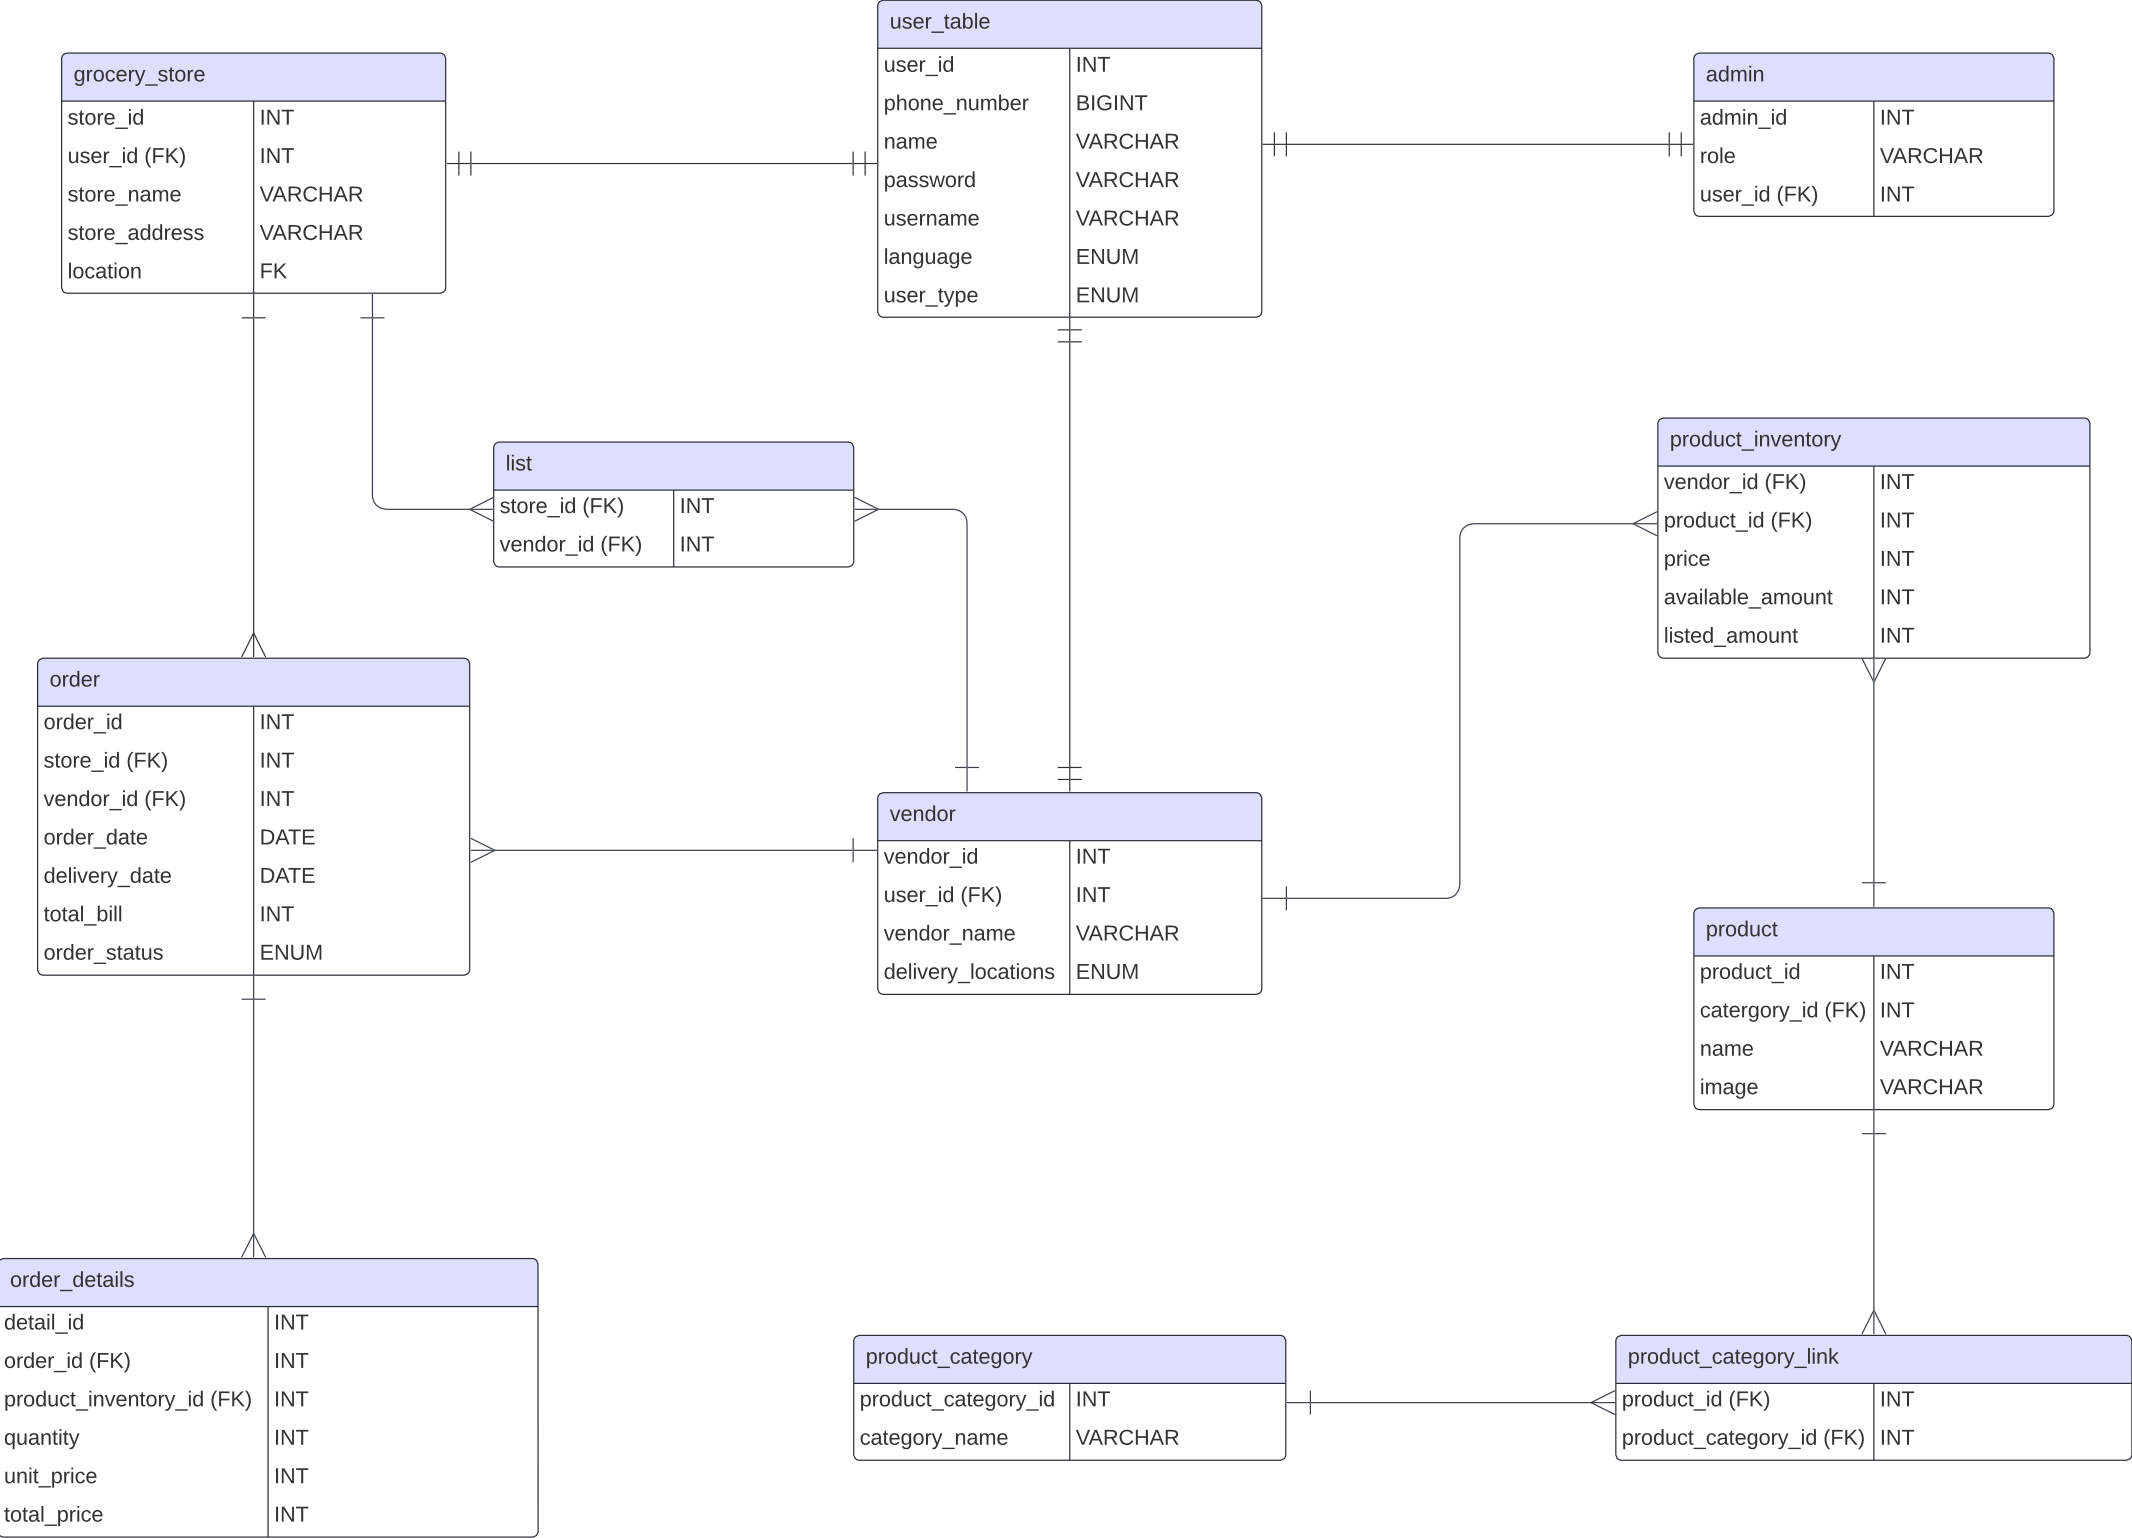 user_table
user_id INT
phone_number BIGINT
name VARCHAR
password VARCHAR
username VARCHAR
language ENUM
user_type ENUM
grocery_store
store_id INT
user_id (FK) INT
store_name VARCHAR
store_address VARCHAR
location FK
admin
admin_id INT
role VARCHAR
user_id (FK) INT
list
store_id (FK) INT
vendor_id (FK) INT
product_inventory
vendor_id (FK) INT
product_id (FK) INT
price INT
available_amount INT
listed_amount INT
order
order_id INT
store_id (FK) INT
vendor_id (FK) INT
order_date DATE
delivery_date DATE
total_bill INT
order_status ENUM
vendor
vendor_id INT
user_id (FK) INT
vendor_name VARCHAR
delivery_locations ENUM
product
product_id INT
catergory_id (FK) INT
name VARCHAR
image VARCHAR
order_details
detail_id INT
order_id (FK) INT
product_inventory_id (FK) INT
quantity INT
unit_price INT
total_price INT
product_category
product_category_id INT
category_name VARCHAR
product_category_link
product_id (FK) INT
product_category_id (FK) INT